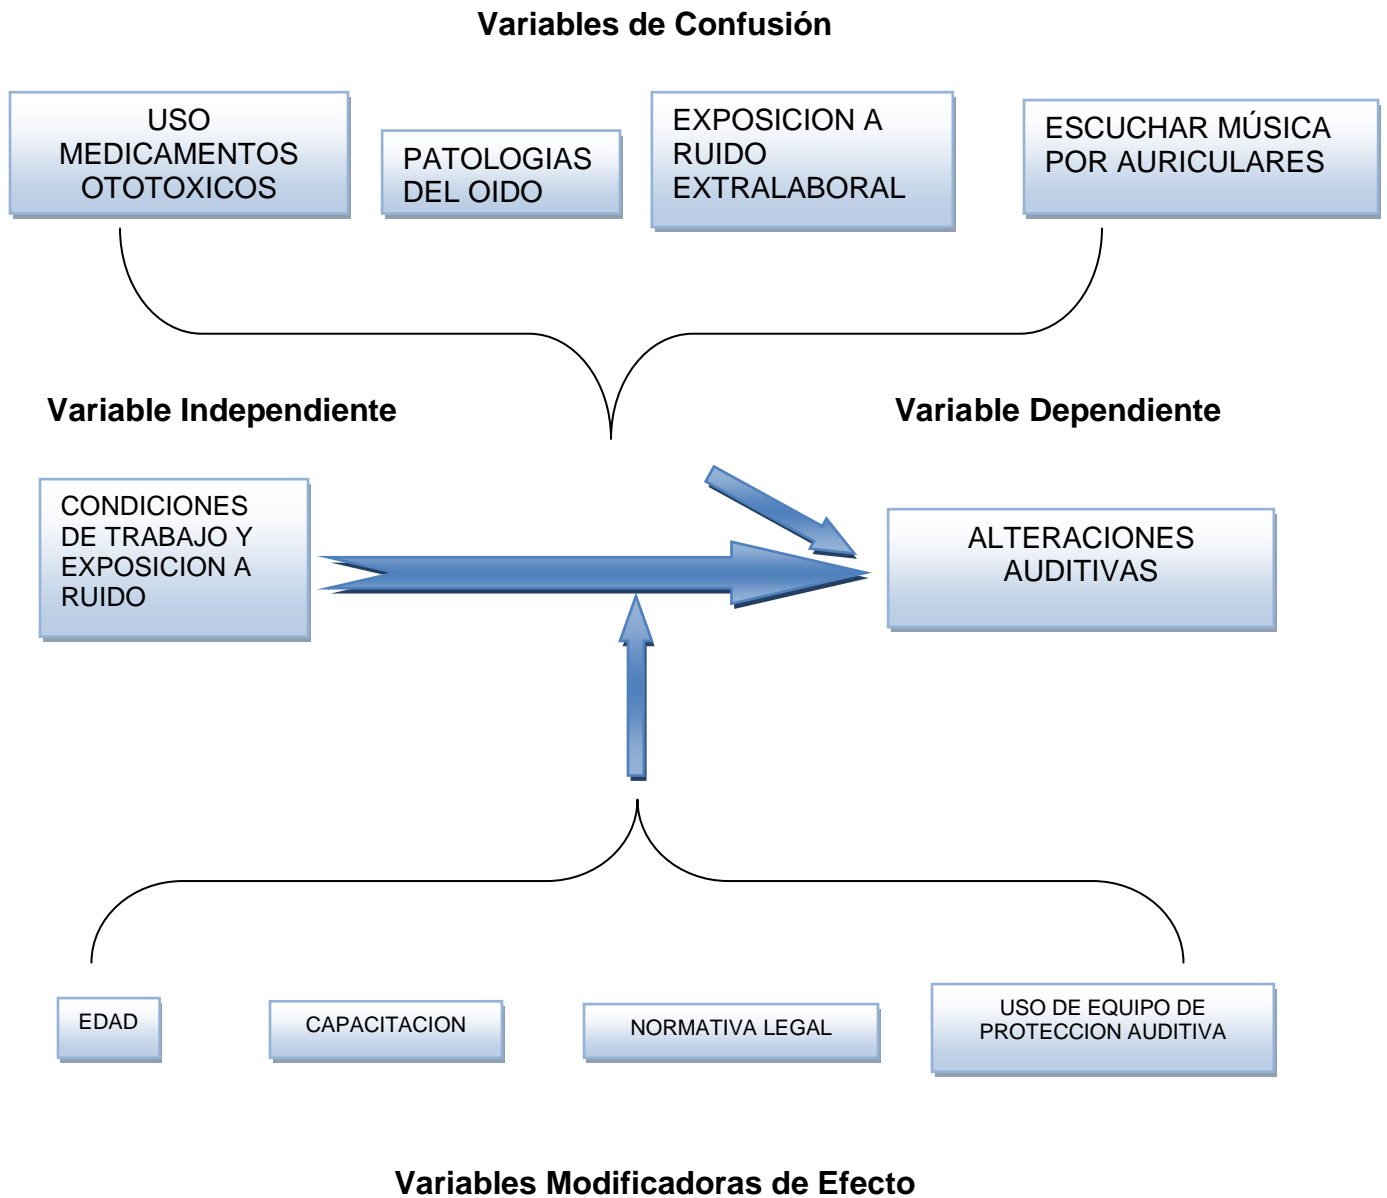 Variables de Confusión
USO
MEDICAMENTOS
OTOTOXICOS
PATOLOGIAS
DEL OIDO
EXPOSICION A
RUIDO
EXTRALABORAL
ESCUCHAR MÚSICA
POR AURICULARES
Variable Independiente
Variable Dependiente
CONDICIONES
DE TRABAJO Y
EXPOSICION A
RUIDO
ALTERACIONES
AUDITIVAS
EDAD
CAPACITACION
NORMATIVA LEGAL
USO DE EQUIPO DE
PROTECCION AUDITIVA
Variables Modificadoras de Efecto